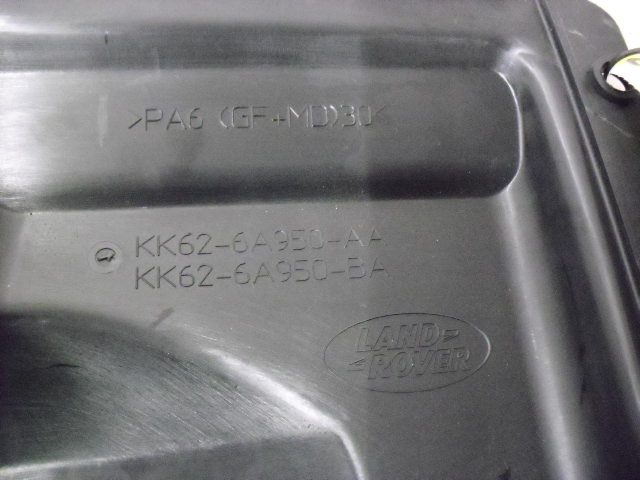 >PA6 (GF+MD)30<
KK62-6A950-AA
KK62-6A950-BA
LAND
ROVER